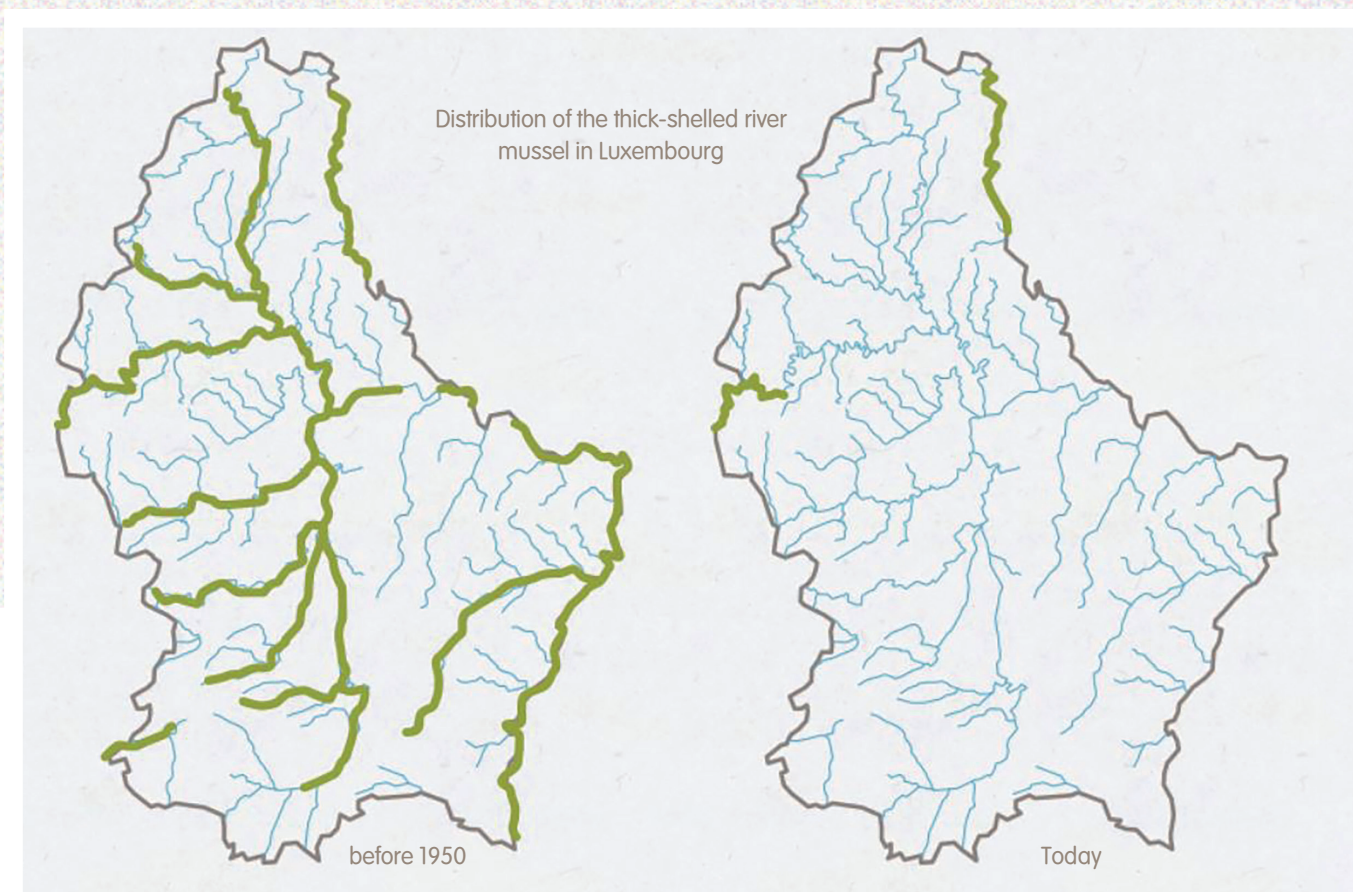 Distribution of the thick-shelled river
mussel in Luxembourg
before 1950
Today